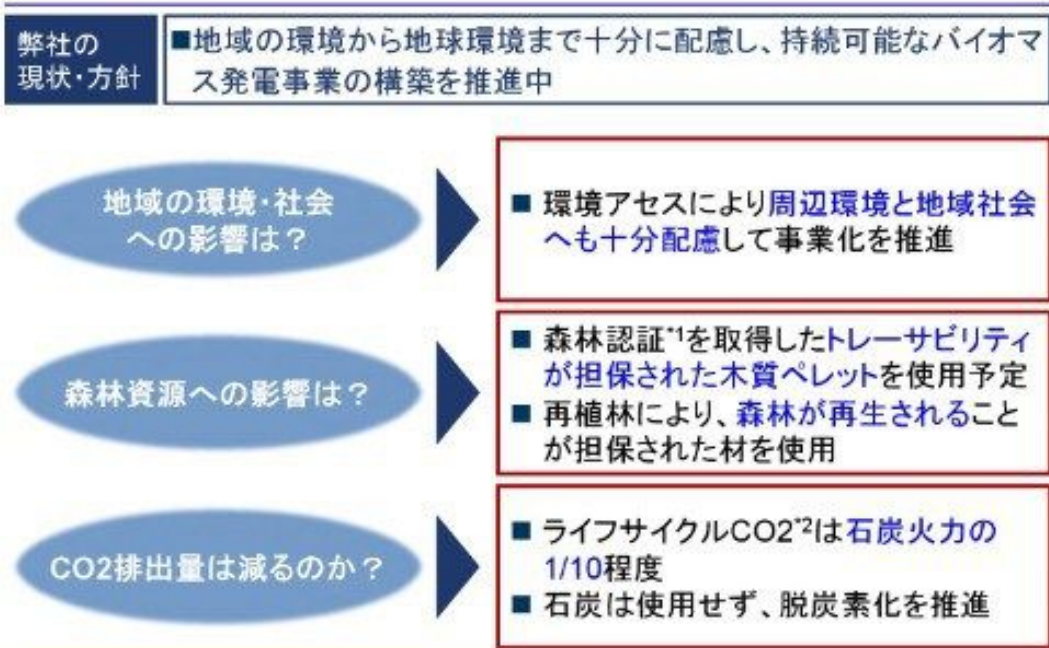 弊社の
現状・方針
■地域の環境から地球環境まで十分に配慮し、持続可能なバイオマ
ス発電事業の構築を推進中
地域の環境・社会
への影響は?
■ 環境アセスにより周辺環境と地域社会
へも十分配慮して事業化を推進
森林資源への影響は?
■ 森林認証*1を取得したトレーサビリティ
が担保された木質ペレットを使用予定
■ 再植林により、森林が再生されること
が担保された材を使用
CO2排出量は減るのか?
■ ライフサイクルCO2*2は石炭火力の
1/10程度
■ 石炭は使用せず、脱炭素化を推進